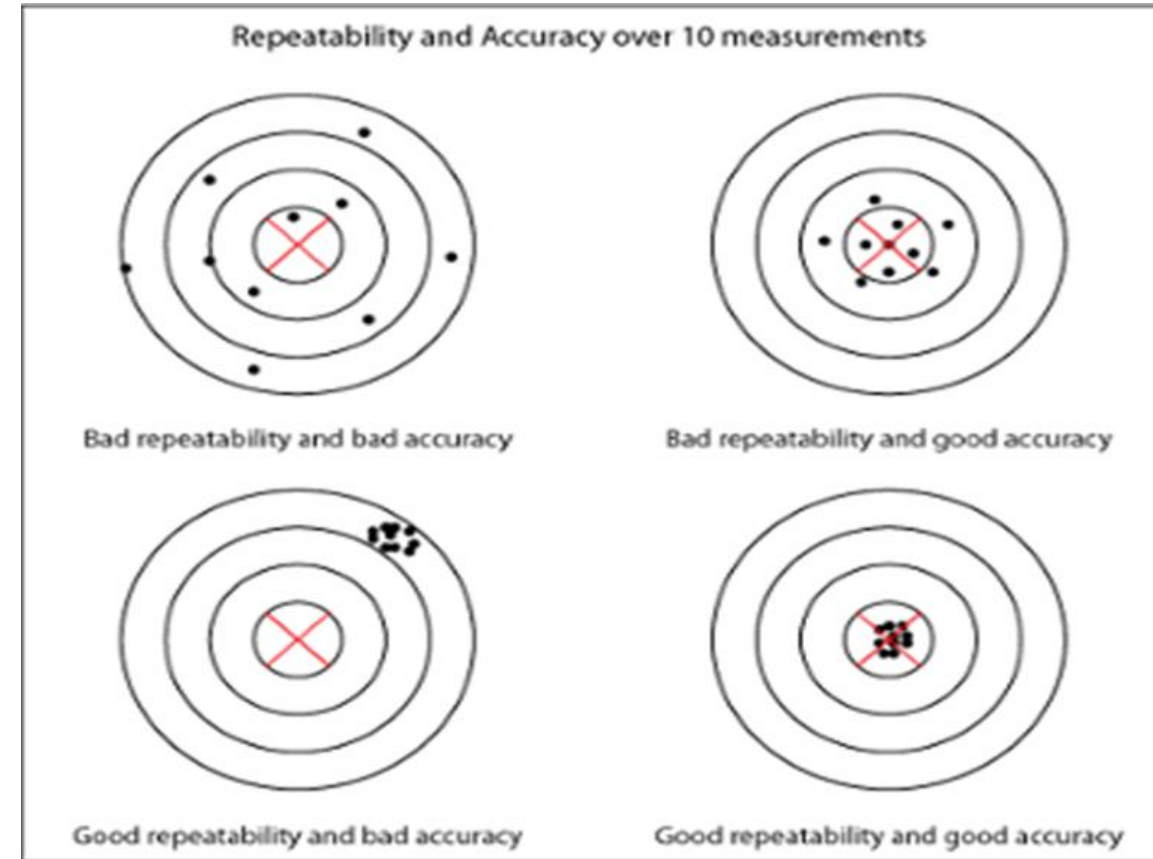 Repeatability and Accuracy over 10 measurements
Bad repeatability and bad accuracy
Bad repeatability and good accuracy
Good repeatability and bad accuracy
Good repeatability and good accuracy